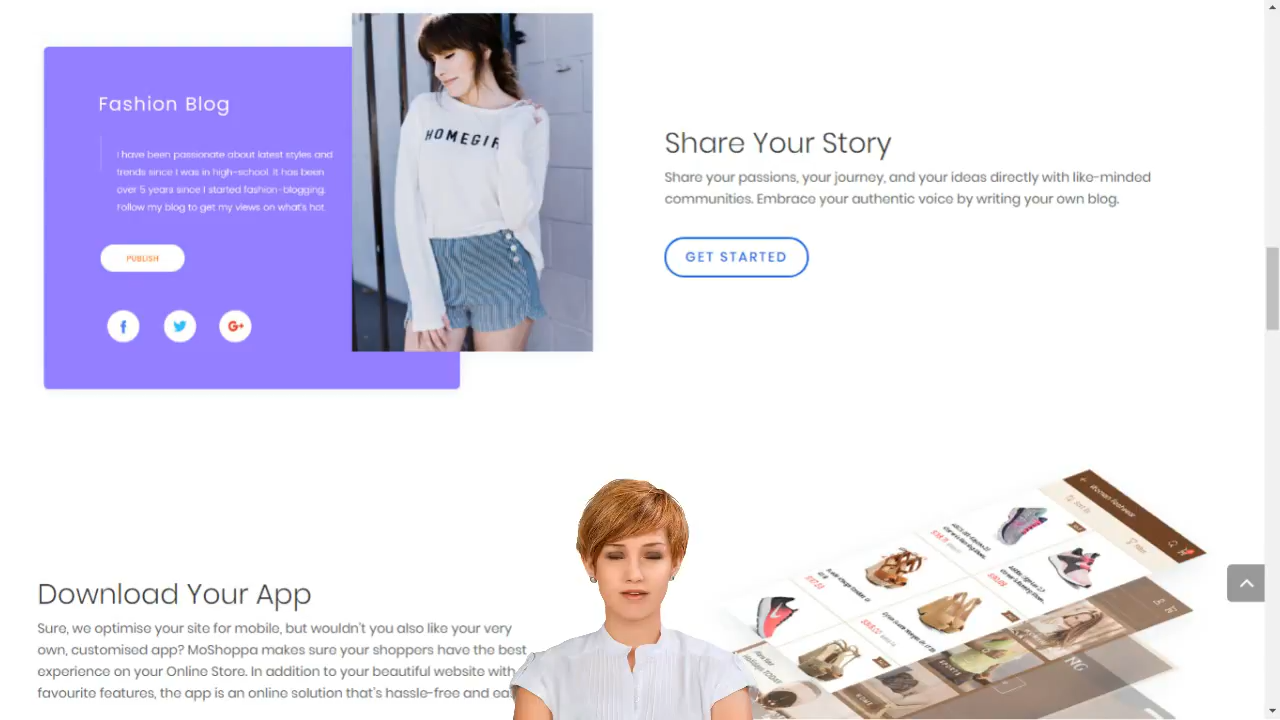 Fashion Blog
I have been passionate about latest styles and
trends since I was in high-school. It has been
over 5 years since I started fashion-blogging.
Follow my blog to get my views on what's hot.
PUBLISH
HOMEGIR
Share Your Story
Share your passions, your journey, and your ideas directly with like-minded
communities. Embrace your authentic voice by writing your own blog.
GET STARTED
Women Footwear
Sort By
Filter
Download Your App
Sure, we optimise your site for mobile, but wouldn't you also like your very
own, customised app? MoShoppa makes sure your shoppers have the best
experience on your Online Store. In addition to your beautiful website with
favourite features, the app is an online solution that's hassle-free and